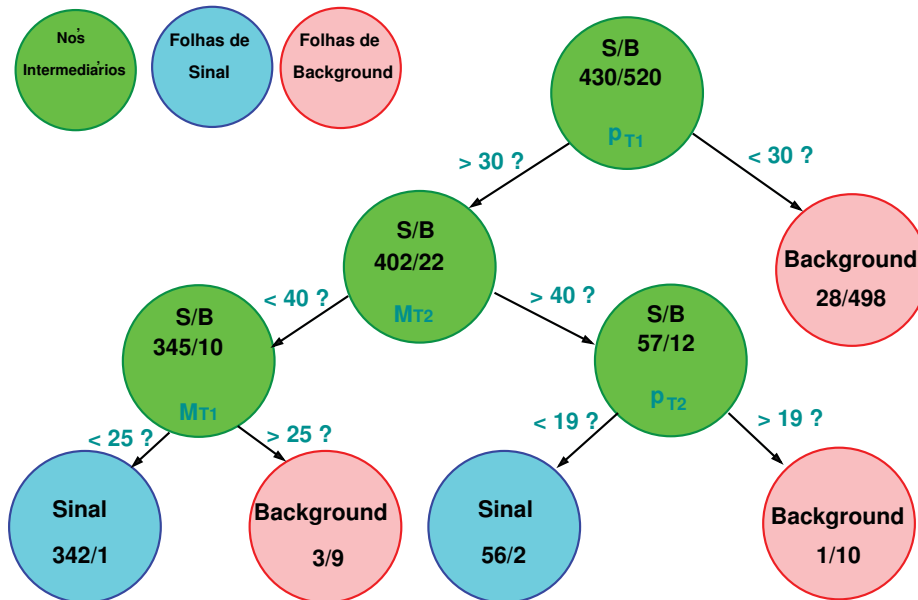 Nós
Intermediários
Folhas de
Sinal
Folhas de
Background
S/B
430/520
pT1
> 30 ?
< 30 ?
S/B
402/22
MT2
Background
28/498
< 40 ?
> 40 ?
S/B
345/10
MT1
S/B
57/12
pT2
< 25 ?
> 25 ?
< 19 ?
> 19 ?
Sinal
342/1
Background
3/9
Sinal
56/2
Background
1/10